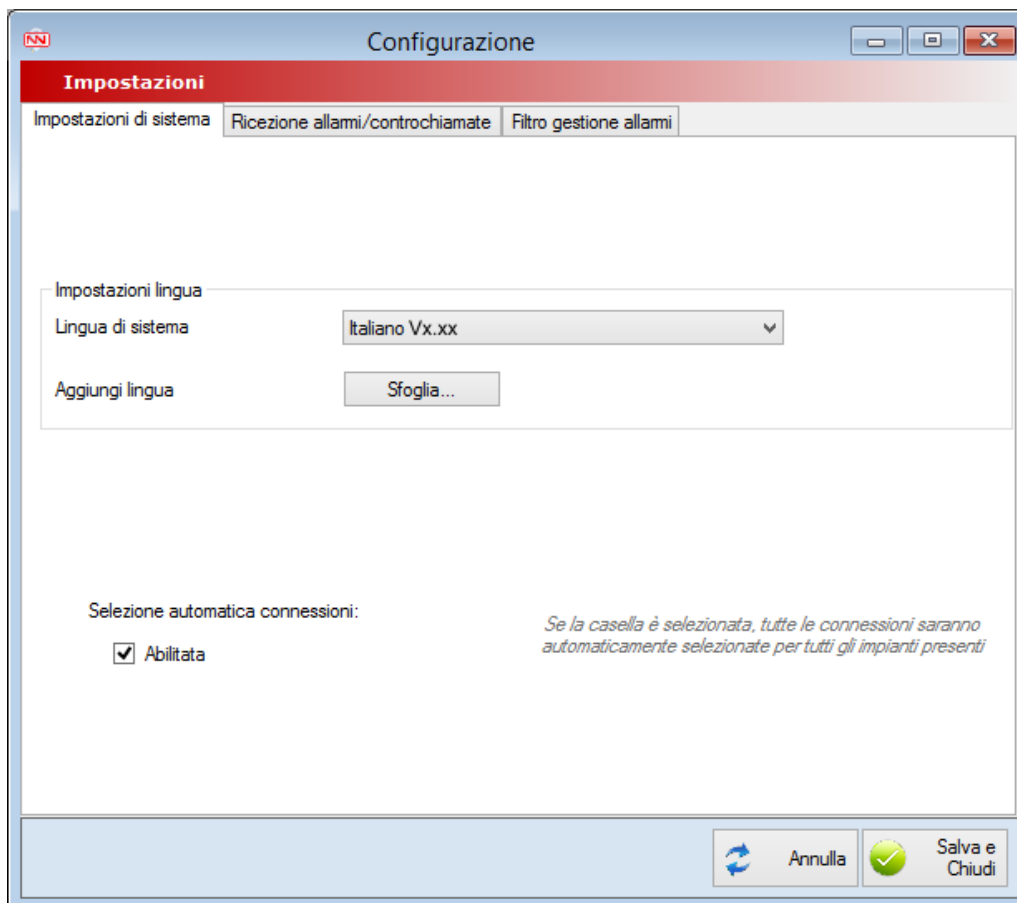 Configurazione
Impostazioni
Impostazioni di sistema
Ricezione allarmi/controchiamate
Filtro gestione allarmi
Impostazioni lingua
Lingua di sistema
Italiano Vx.xx
Aggiungi lingua
Sfoglia...
Selezione automatica connessioni:
Abilitata
Se la casella è selezionata, tutte le connessioni saranno
automaticamente selezionate per tutti gli impianti presenti
Annulla
Salva e
Chiudi